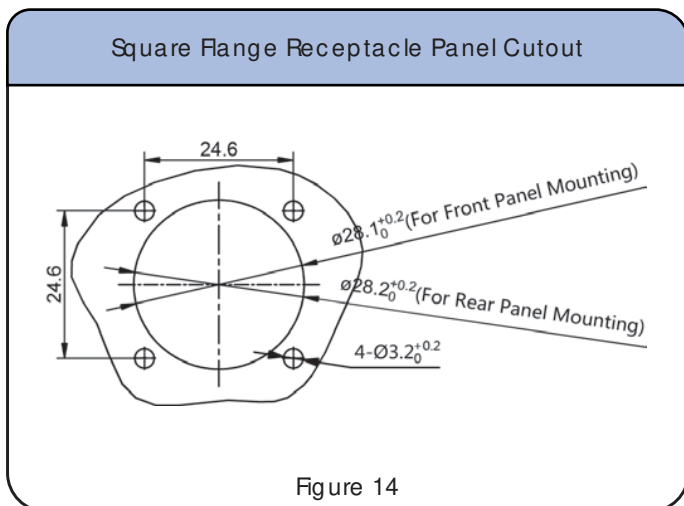 Square Flange Receptacle Panel Cutout
24.6
ø28.1 +0.2 0 (For Front Panel Mounting)
24.6
ø28.2 +0.2 0 (For Rear Panel Mounting)
4-Ø3.2 +0.2 0
Figure 14